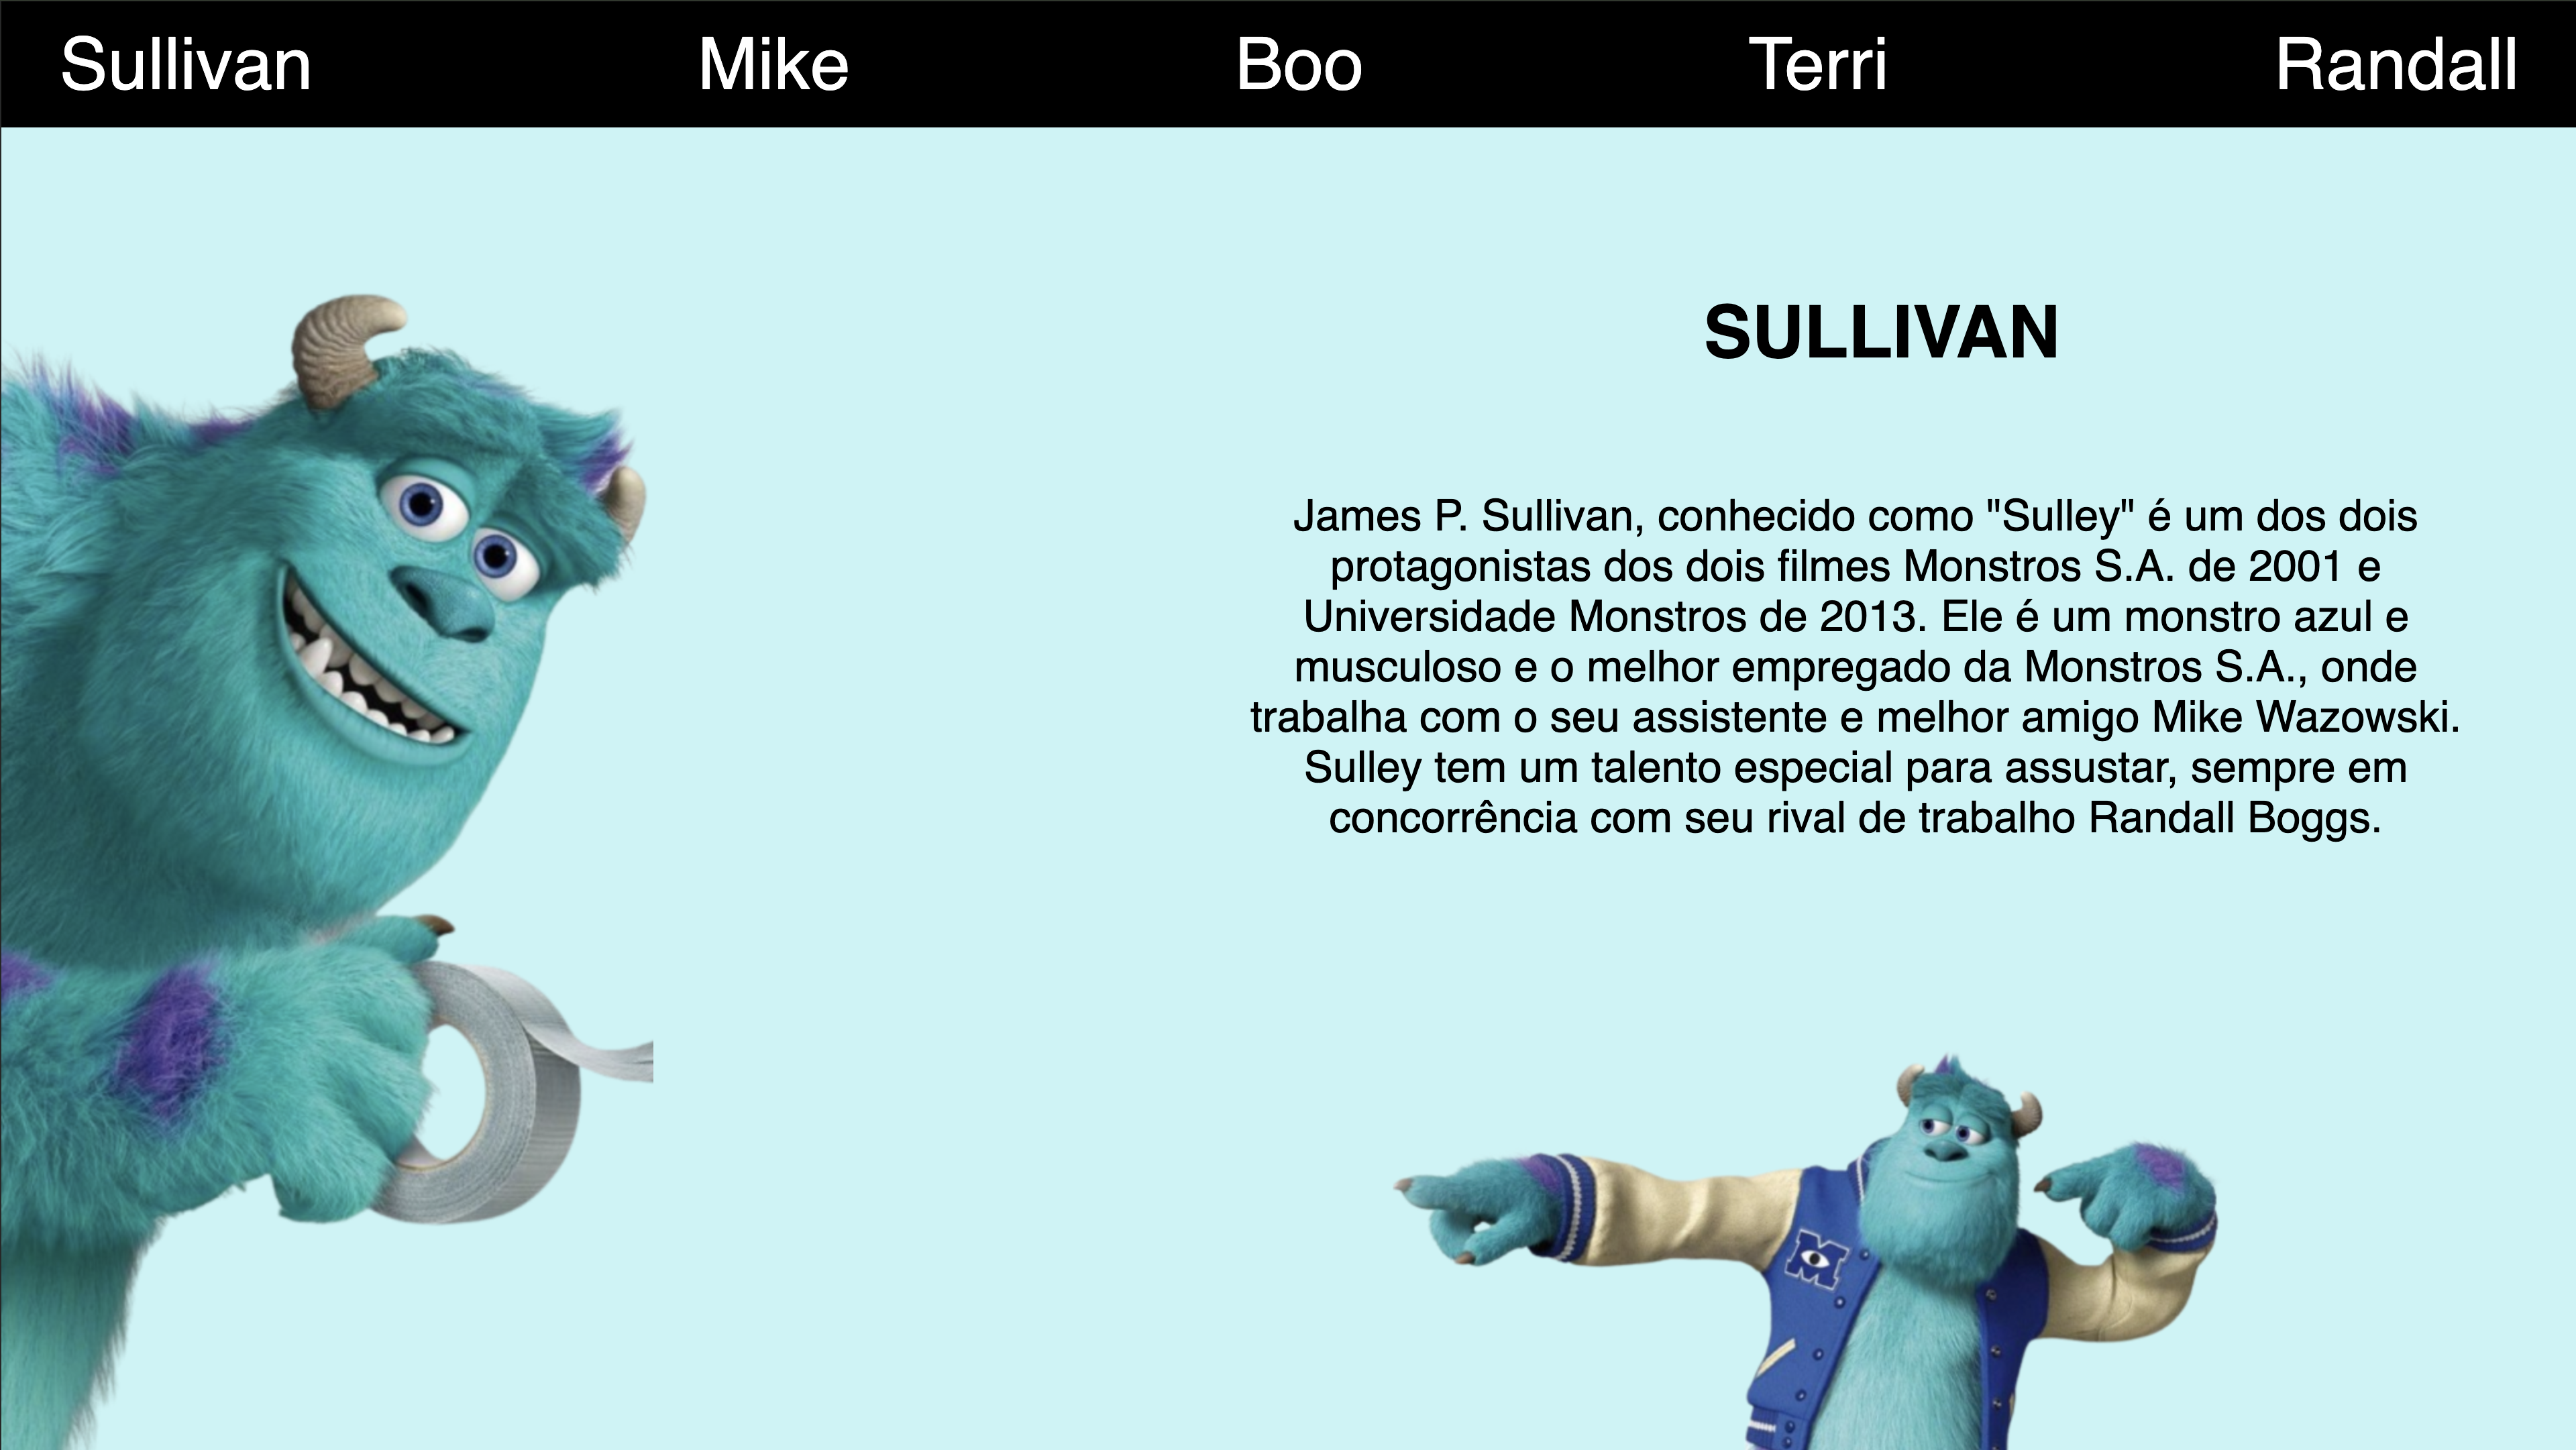 Sullivan Mike Boo Terri Randall
SULLIVAN
James P. Sullivan, conhecido como "Sulley" é um dos dois
protagonistas dos dois filmes Monstros S.A. de 2001 e
Universidade Monstros de 2013. Ele é um monstro azul e
musculoso e o melhor empregado da Monstros S.A., onde
trabalha com o seu assistente e melhor amigo Mike Wazowski.
Sulley tem um talento especial para assustar, sempre em
concorrência com seu rival de trabalho Randall Boggs.
M